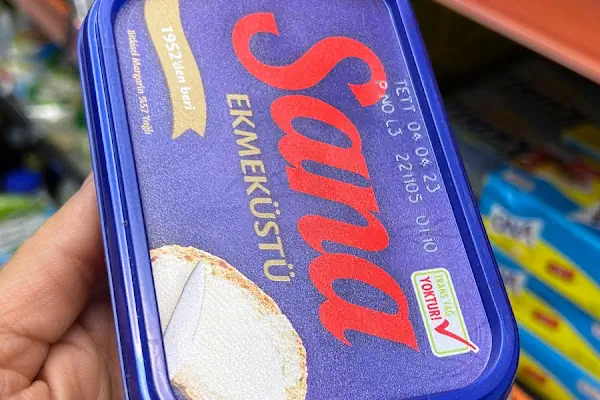 1952'den beri
Bitkisel Margarin %57 Yağlı
Sana
EKMEKÜSTÜ
TETT 04.04.23
P NO L3 221105 01:10
TRANS YAĞ
YOKTUR!